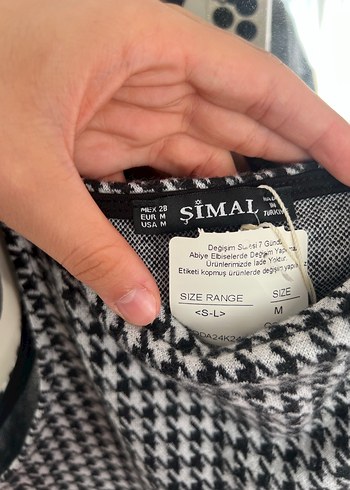 MEX 28
EUR M
USA M
ŞİMAL
IN
Değişim Süresi 7 Gündür
Abiye Elbiselerde Değişim Yapılmaz
Ürünlerimizde İade Yoktur
Etiketi kopmuş ürünlerde değişim
SIZE RANGE
SIZE
<S-L>
M